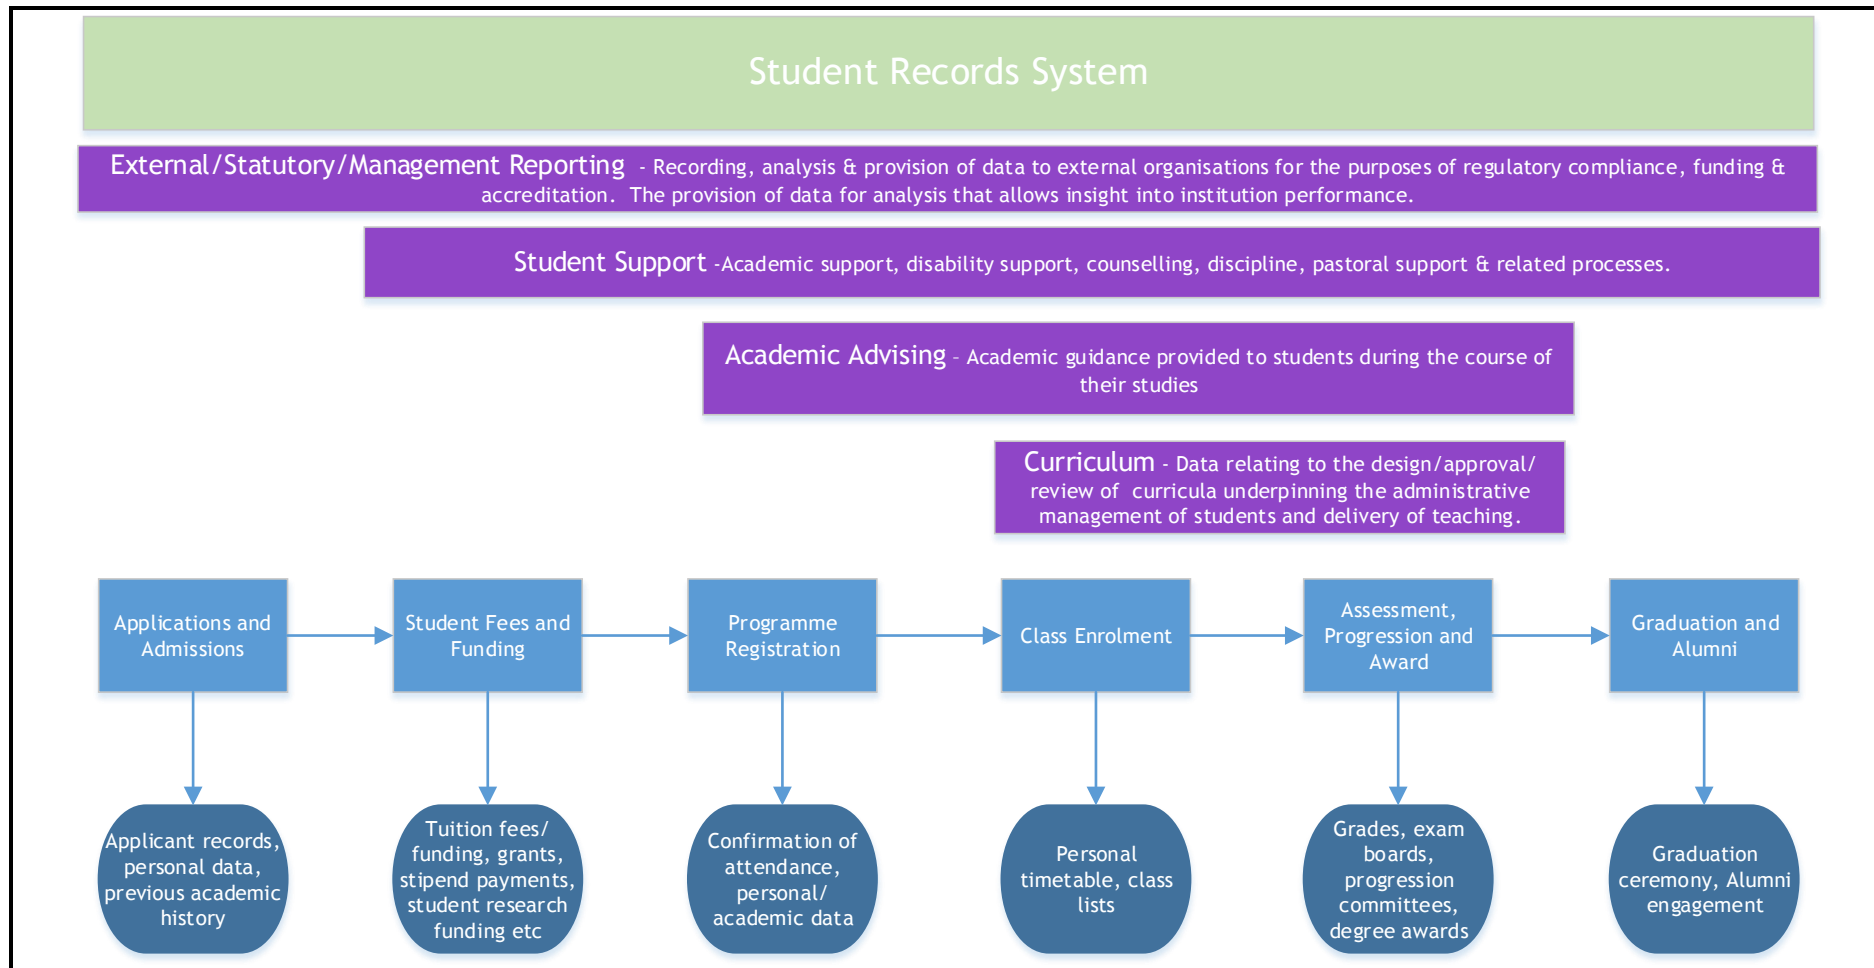 Student Records System
External/Statutory/Management Reporting - Recording, analysis & provision of data to external organisations for the purposes of regulatory compliance, funding &
accreditation. The provision of data for analysis that allows insight into institution performance.
Student Support -Academic support, disability support, counselling, discipline, pastoral support & related processes.
Academic Advising - Academic guidance provided to students during the course of
their studies
Curriculum - Data relating to the design/approval/
review of curricula underpinning the administrative
management of students and delivery of teaching.
Applications and
Admissions
Student Fees and
Funding
Programme
Registration
Class Enrolment
Assessment,
Progression and
Award
Graduation and
Alumni
Applicant records,
personal data,
previous academic
history
Tuition fees/
funding, grants,
stipend payments,
student research
funding etc
Confirmation of
attendance,
personal/
academic data
Personal
timetable, class
lists
Grades, exam
boards,
progression
committees,
degree awards
Graduation
ceremony, Alumni
engagement